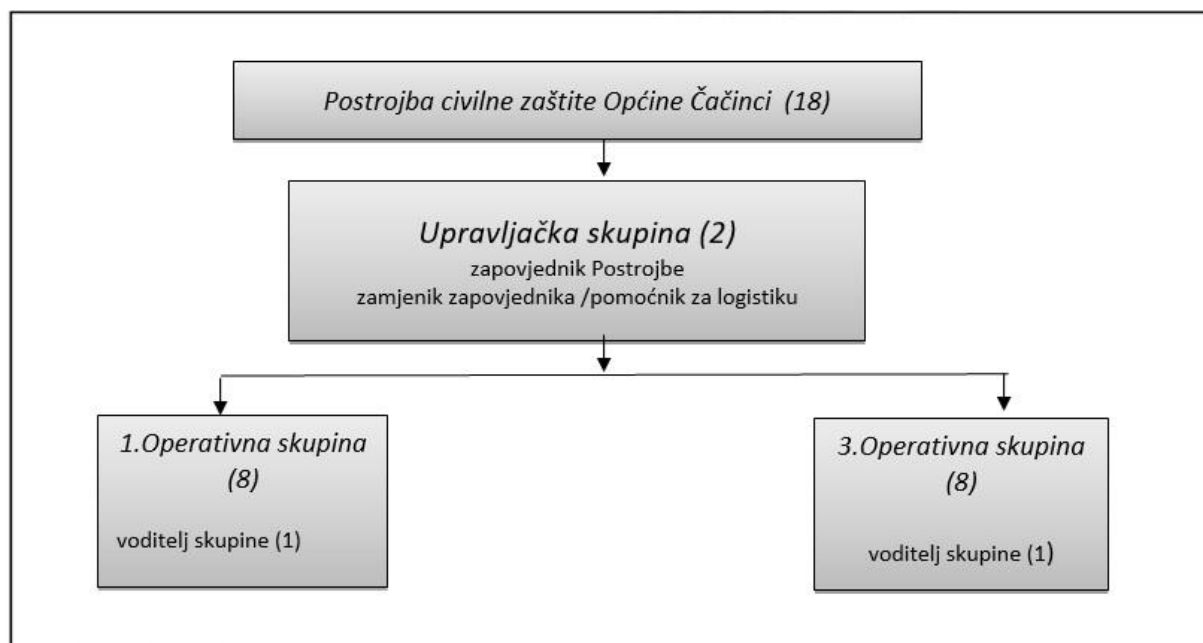 Postrojba civilne zaštite Općine Čačinci (18)
Upravljačka skupina (2)
zapovjednik Postrojbe
zamjenik zapovjednika /pomoćnik za logistiku
1.Operativna skupina
(8)
voditelj skupine (1)
3.Operativna skupina
(8)
voditelj skupine (1)